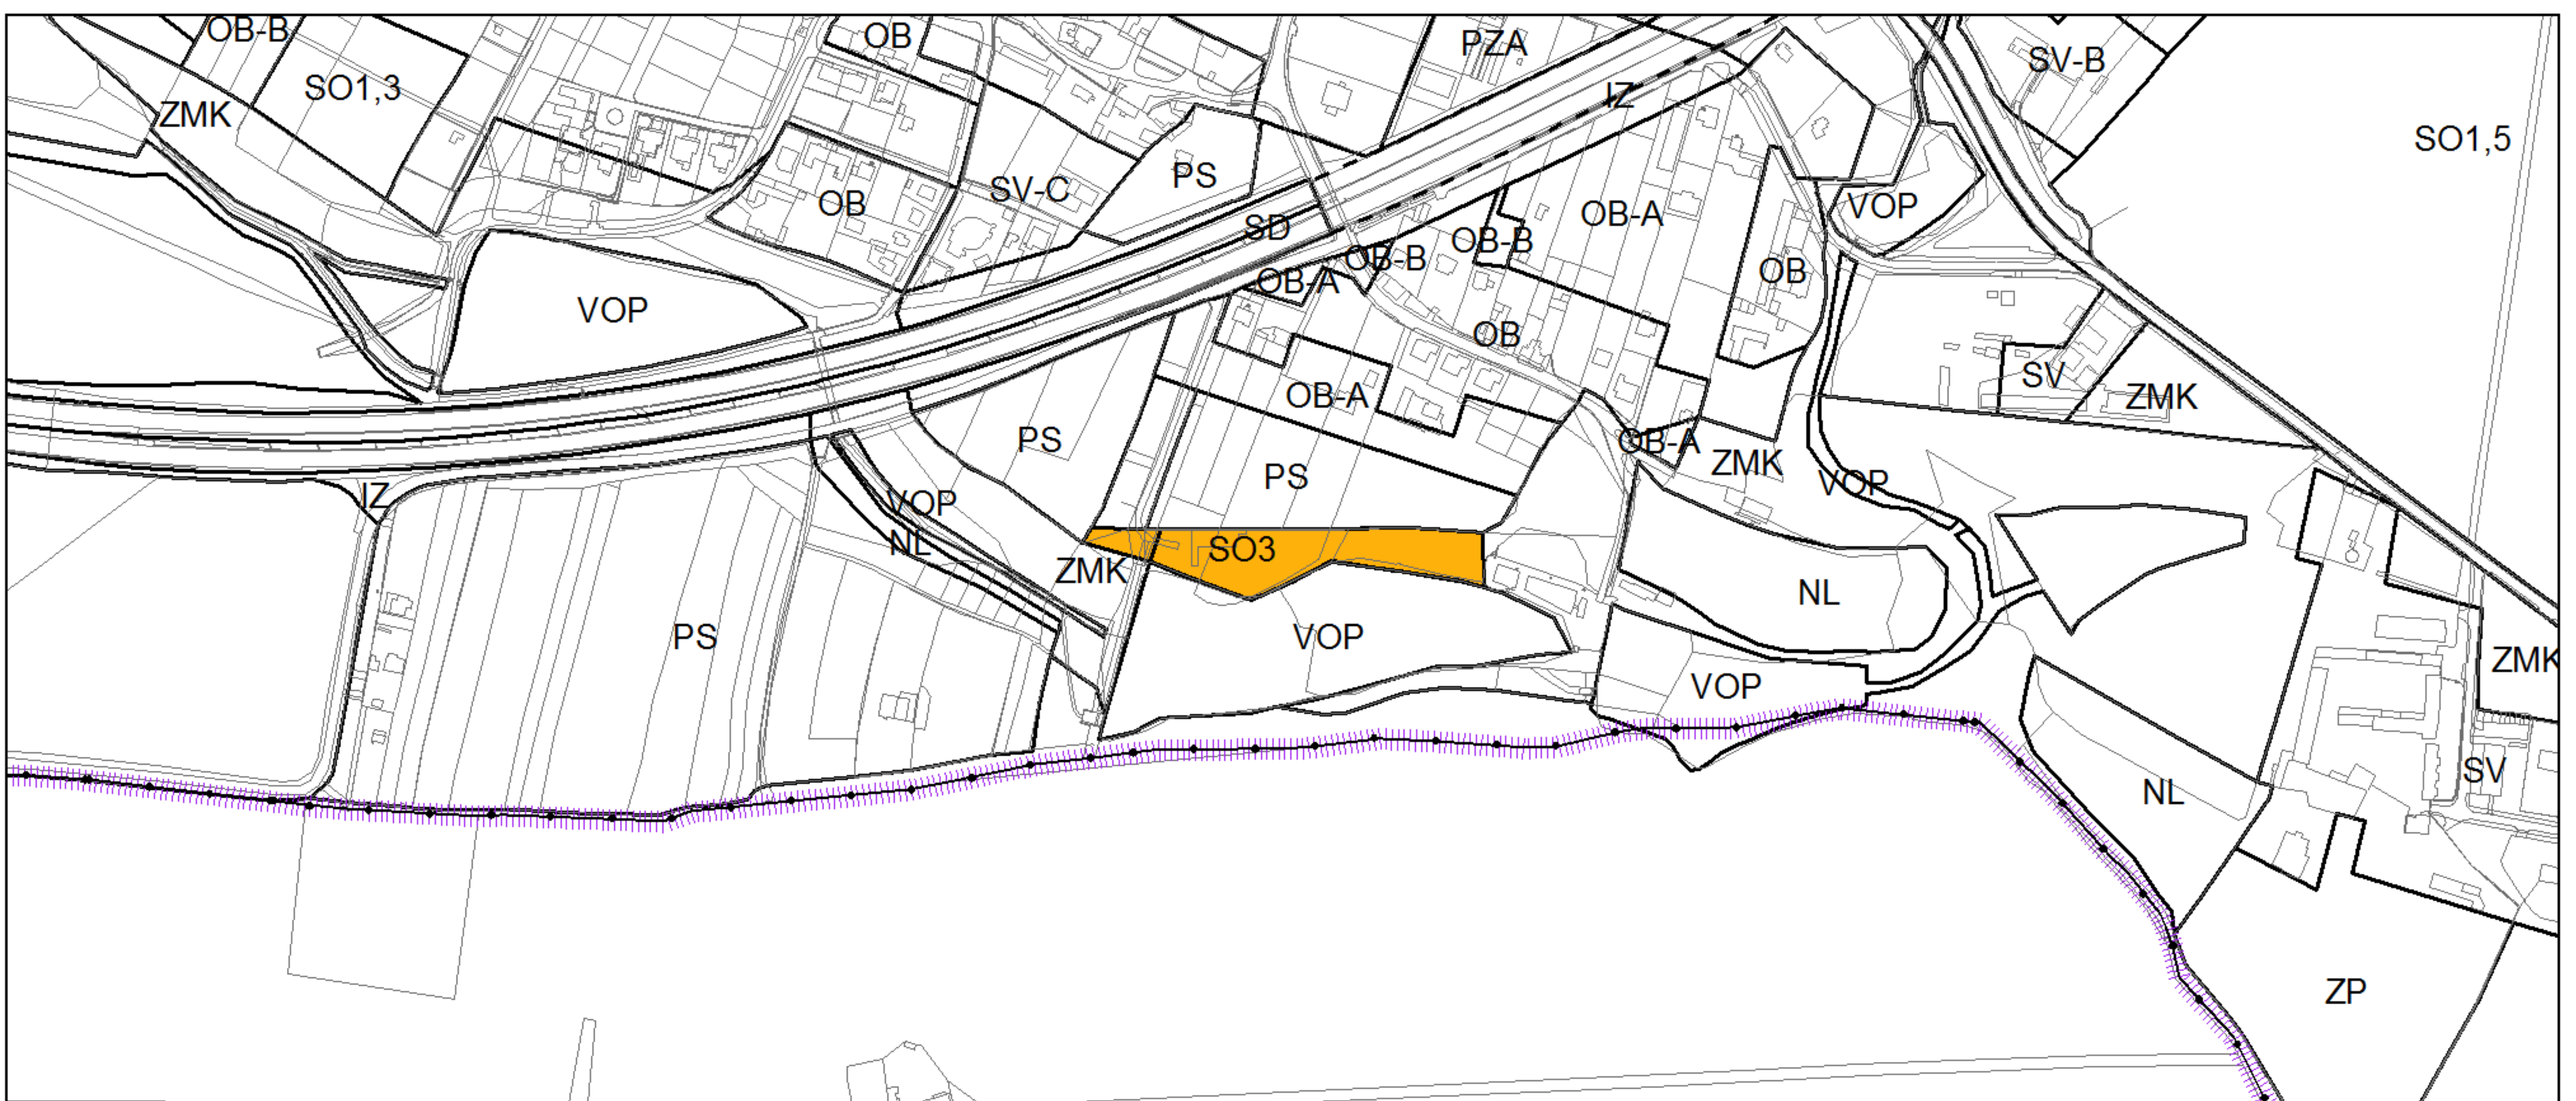 OB-B
OB
PZA
SV-B
SO1,3
IZ
ZMK
SO1,5
PS
SV-C
OB
VOP
OB-A
SD
OB-B
OB-B
OB
OB-A
VOP
OB
SV
OB-A
ZMK
PS
OB-A
ZMK
PS
VOP
IZ
VOP
NL
SO3
ZMK
NL
PS
VOP
ZMK
VOP
SV
NL
ZP